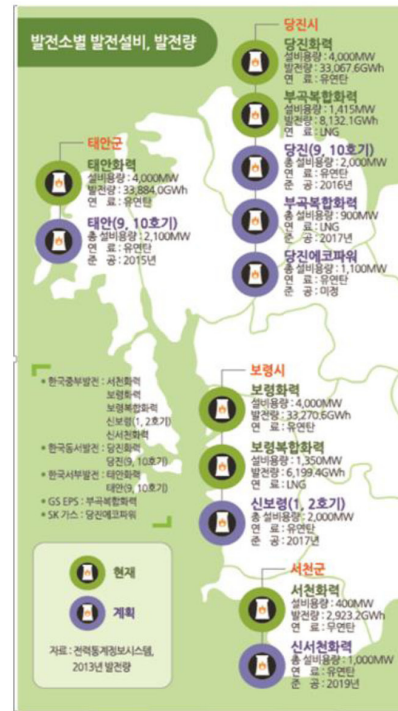 발전소별 발전설비, 발전량
당진시
당진화력
설비용량 : 4,000MW
발전량 : 33,067.6GWh
연 료 : 유연탄
부곡복합화력
설비용량 : 1,415MW
발전량 : 8,132.1GWh
연 료 : LNG
당진(9, 10호기)
총 설비용량 : 2,000MW
연 료 : 유연탄
준 공 : 2016년
부곡복합화력
총 설비용량 : 900MW
연 료 : LNG
준 공 : 2017년
당진에코파워
총 설비용량 : 1,100MW
연 료 : 유연탄
준 공 : 미정
태안군
태안화력
설비용량 : 4,000MW
발전량 : 33,884.0GWh
연 료 : 유연탄
태안(9, 10호기)
총 설비용량 : 2,100MW
연 료 : 유연탄
준 공 : 2015년
• 한국중부발전 : 서천화력
보령화력
보령복합화력
신보령(1, 2호기)
신서천화력
• 한국동서발전 : 당진화력
당진(9, 10호기)
• 한국서부발전 : 태안화력
태안(9, 10호기)
• GS EPS : 부곡복합화력
• SK 가스 : 당진에코파워
보령시
보령화력
설비용량 : 4,000MW
발전량 : 33,270.6GWh
연 료 : 유연탄
보령복합화력
설비용량 : 1,350MW
발전량 : 6,199.4GWh
연 료 : LNG
신보령(1, 2호기)
총 설비용량 : 2,000MW
연 료 : 유연탄
준 공 : 2017년
서천군
서천화력
설비용량 : 400MW
발전량 : 2,923.2GWh
연 료 : 무연탄
신서천화력
총 설비용량 : 1,000MW
연 료 : 유연탄
준 공 : 2019년
현재
계획
자료 : 전력통계정보시스템,
2013년 발전량